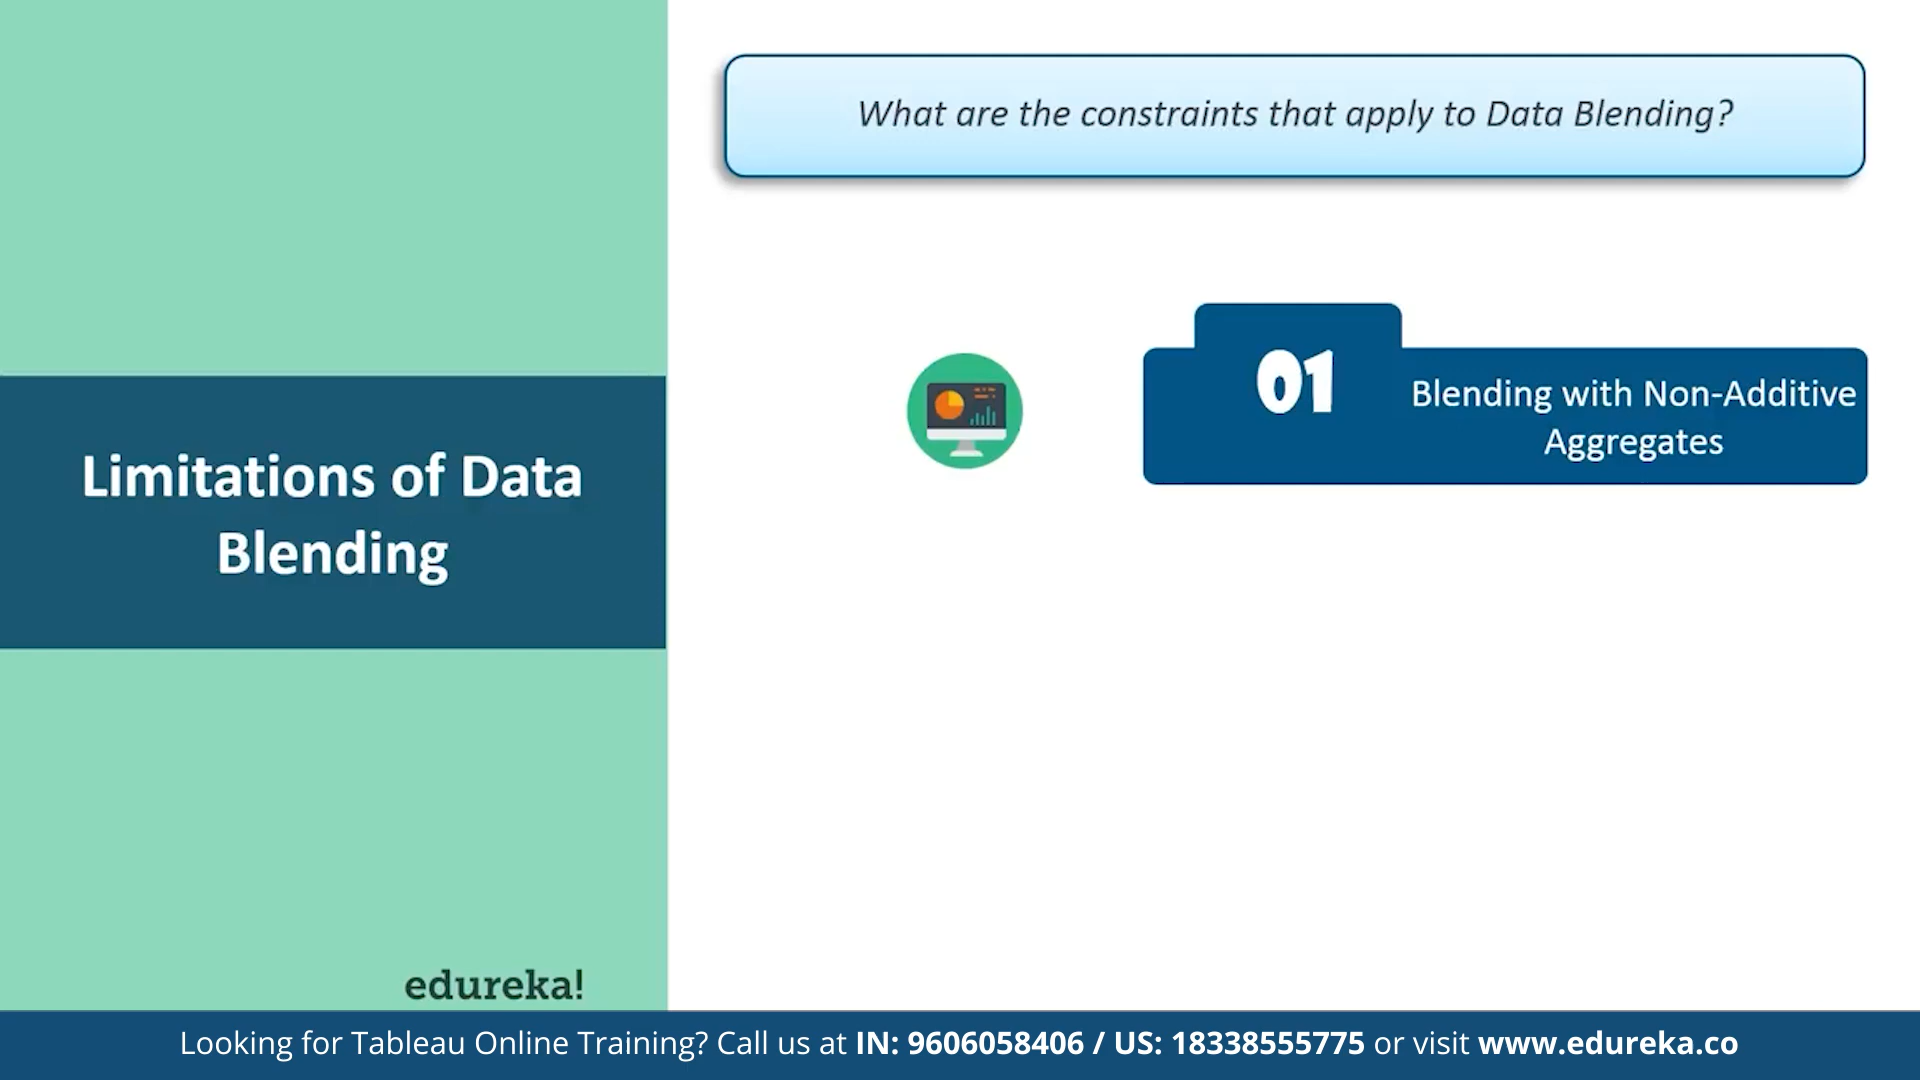 What are the constraints that apply to Data Blending?
01
Blending with Non-Additive
Aggregates
Limitations of Data
Blending
edureka!
Looking for Tableau Online Training? Call us at IN: 9606058406 / US: 18338555775 or visit www.edureka.co